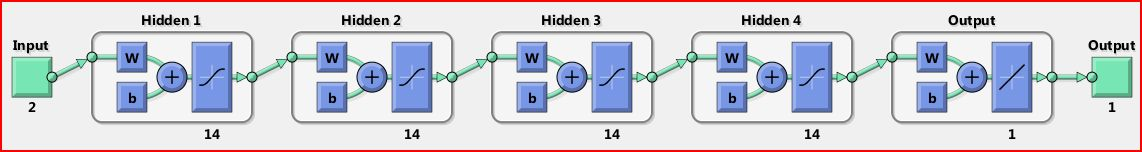 Hidden 1 Hidden 2 Hidden 3 Hidden 4 Output
Input Output
W + W + W + W + W +
b b b b b
2 1
14 14 14 14 1